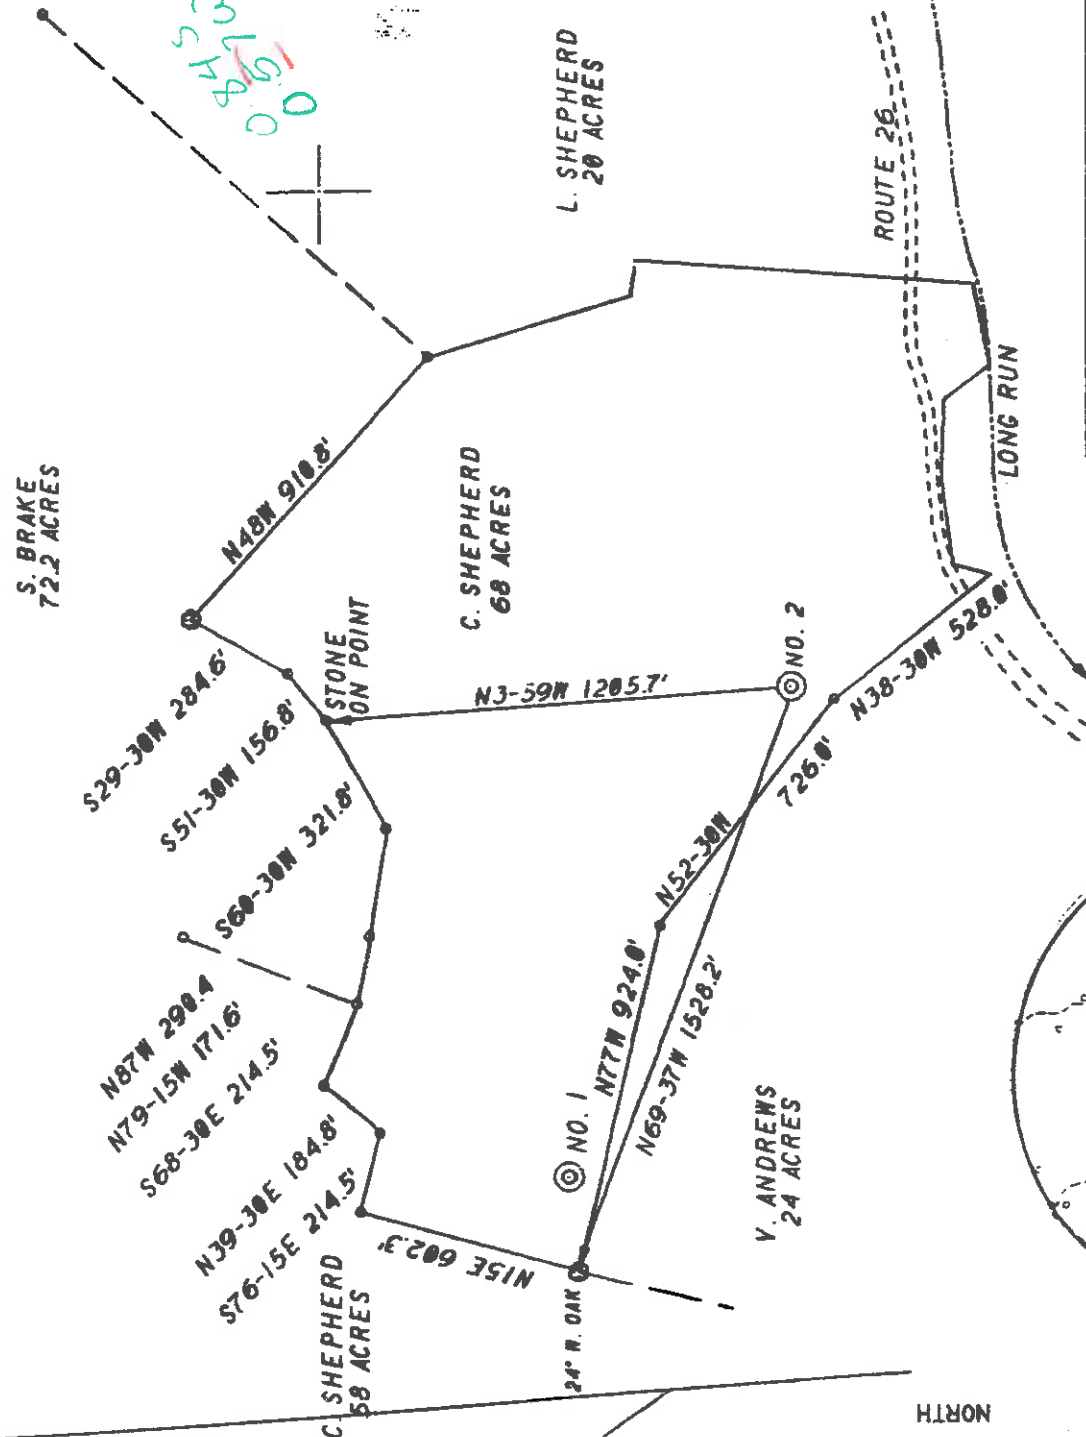 S. BRAKE
72.2 ACRES
L. SHEPHERD
20 ACRES
ROUTE 26
N48W 910.8'
C. SHEPHERD
68 ACRES
LONG RUN
STONE
ON POINT
S29-30W 284.6'
S51-30W 156.8'
S60-30W 321.8'
N87W 290.4
N79-15W 171.6'
S68-30E 214.5'
N39-30E 184.8'
S76-15E 214.5'
N15E 602.3'
C. SHEPHERD
68 ACRES
24" W. OAK
NO. 1
N77W 924.0'
N69-37W 1528.2'
N52-30W 726.0'
N38-30W 528.0'
N3-59W 1205.7'
NO. 2
V. ANDREWS
24 ACRES
NORTH